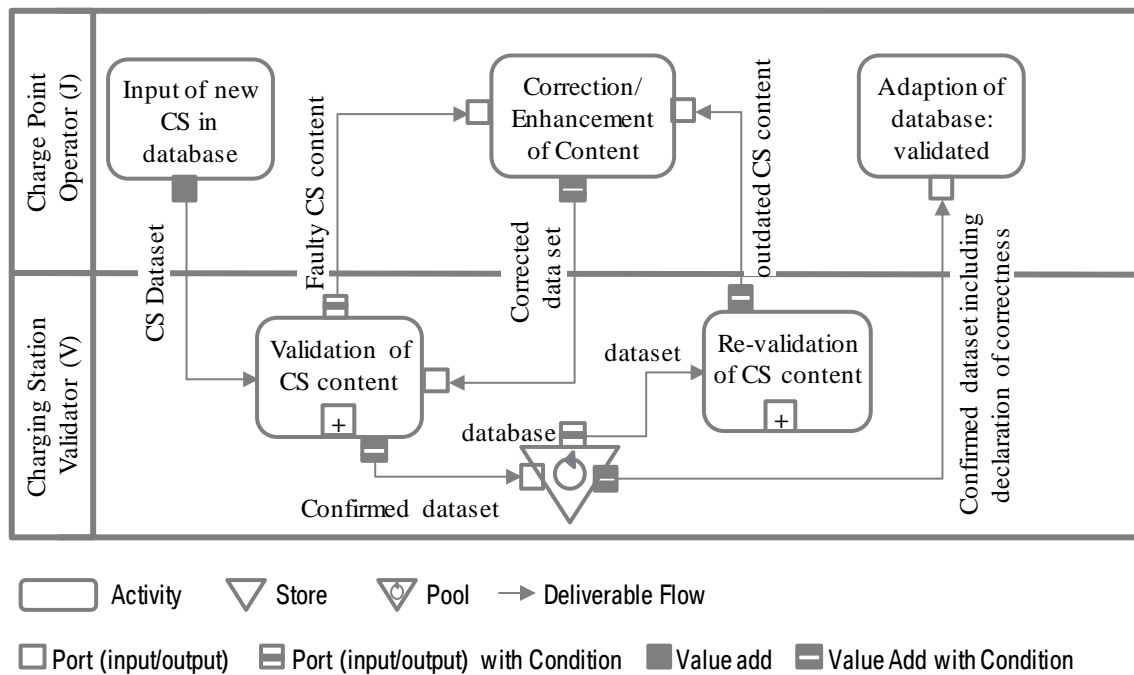 Charge Point
Operator (J)
Input of new
CS in
database
Correction/
Enhancement
of Content
Adaption of
database:
validated
CS Dataset
Faulty CS content
Corrected
data set
outdated CS content
Confirmed dataset including
declaration of correctness
Charging Station
Validator (V)
Validation of
CS content
+
dataset
Re-validation
of CS content
+
database
Confirmed dataset
Activity
Store
Pool
Deliverable Flow
Port (input/output)
Port (input/output) with Condition
Value add
Value Add with Condition